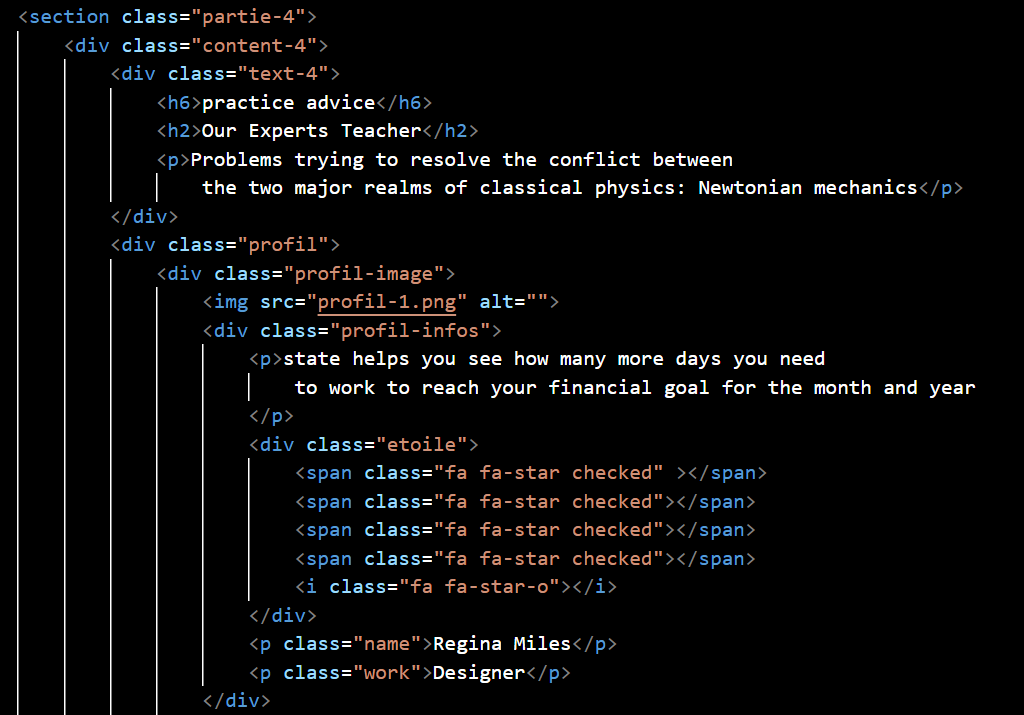 <section class="partie-4">
<div class="content-4">
<div class="text-4">
<h6>practice advice</h6>
<h2>Our Experts Teacher</h2>
<p>Problems trying to resolve the conflict between
the two major realms of classical physics: Newtonian mechanics</p>
</div>
<div class="profil">
<div class="profil-image">
<img src="profil-1.png" alt="">
<div class="profil-infos">
<p>state helps you see how many more days you need
to work to reach your financial goal for the month and year
</p>
<div class="etoile">
<span class="fa fa-star checked" ></span>
<span class="fa fa-star checked"></span>
<span class="fa fa-star checked"></span>
<span class="fa fa-star checked"></span>
<i class="fa fa-star-o"></i>
</div>
<p class="name">Regina Miles</p>
<p class="work">Designer</p>
</div>